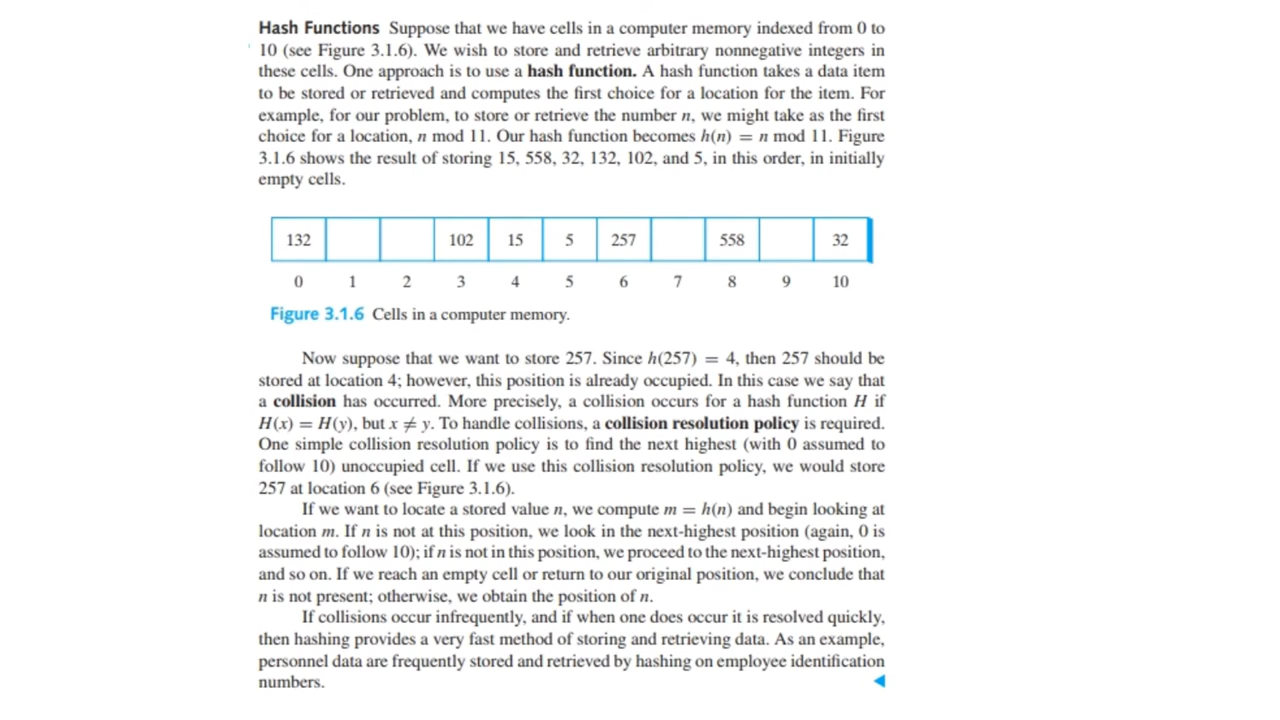 Hash Functions Suppose that we have cells in a computer memory indexed from 0 to
10 (see Figure 3.1.6). We wish to store and retrieve arbitrary nonnegative integers in
these cells. One approach is to use a hash function. A hash function takes a data item
to be stored or retrieved and computes the first choice for a location for the item. For
example, for our problem, to store or retrieve the number n, we might take as the first
choice for a location, n mod 11. Our hash function becomes h(n) = n mod 11. Figure
3.1.6 shows the result of storing 15, 558, 32, 132, 102, and 5, in this order, in initially
empty cells.
132 102 15 5 257 558 32
0 1 2 3 4 5 6 7 8 9 10
Figure 3.1.6 Cells in a computer memory.
Now suppose that we want to store 257. Since h(257) = 4, then 257 should be
stored at location 4; however, this position is already occupied. In this case we say that
a collision has occurred. More precisely, a collision occurs for a hash function H if
H(x) = H(y), but x ≠ y. To handle collisions, a collision resolution policy is required.
One simple collision resolution policy is to find the next highest (with 0 assumed to
follow 10) unoccupied cell. If we use this collision resolution policy, we would store
257 at location 6 (see Figure 3.1.6).
If we want to locate a stored value n, we compute m = h(n) and begin looking at
location m. If n is not at this position, we look in the next-highest position (again, 0 is
assumed to follow 10); if n is not in this position, we proceed to the next-highest position,
and so on. If we reach an empty cell or return to our original position, we conclude that
n is not present; otherwise, we obtain the position of n.
If collisions occur infrequently, and if when one does occur it is resolved quickly,
then hashing provides a very fast method of storing and retrieving data. As an example,
personnel data are frequently stored and retrieved by hashing on employee identification
numbers.